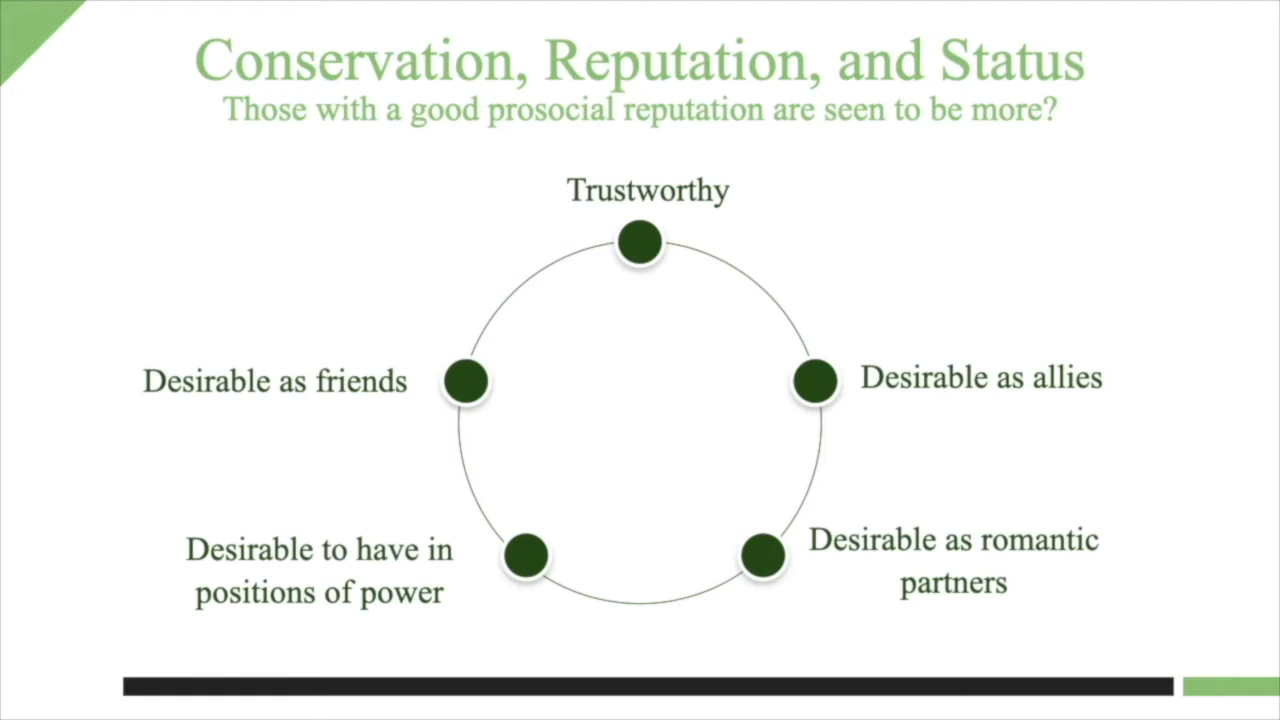 Conservation, Reputation, and Status
Those with a good prosocial reputation are seen to be more?
Trustworthy
Desirable as friends
Desirable as allies
Desirable to have in
positions of power
Desirable as romantic
partners